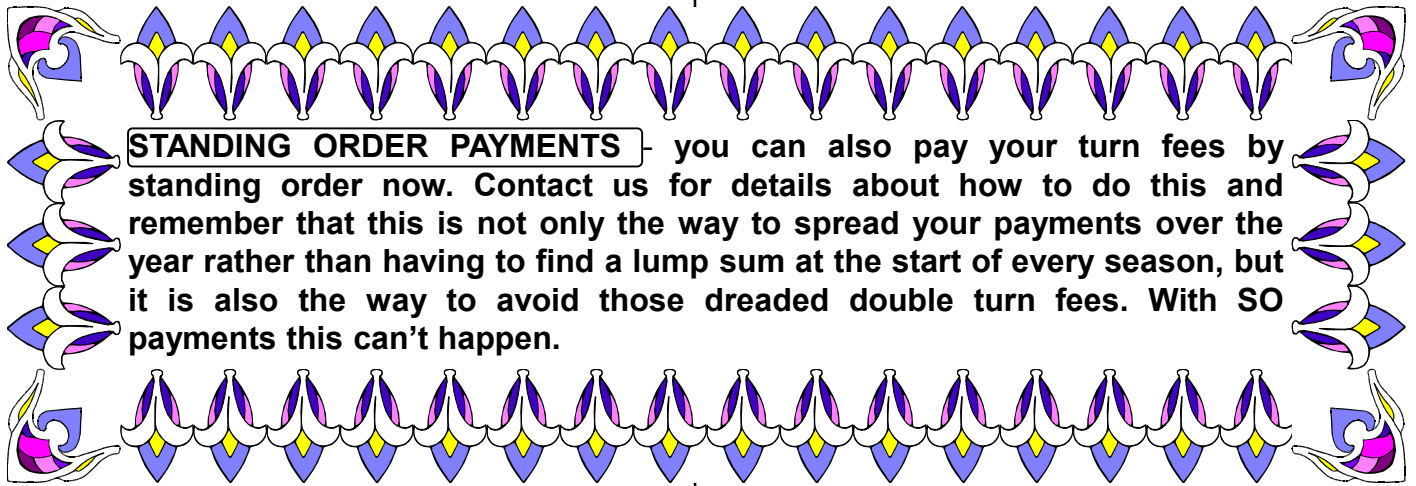 STANDING ORDER PAYMENTS - you can also pay your turn fees by
standing order now. Contact us for details about how to do this and
remember that this is not only the way to spread your payments over the
year rather than having to find a lump sum at the start of every season, but
it is also the way to avoid those dreaded double turn fees. With SO
payments this can’t happen.